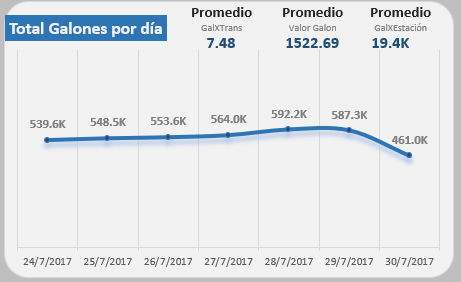 Total Galones por día
Promedio
GalXTrans
7.48
Promedio
Valor Galon
1522.69
Promedio
GalXEstación
19.4K
539.6K 548.5K 553.6K 564.0K 592.2K 587.3K 461.0K
24/7/2017 25/7/2017 26/7/2017 27/7/2017 28/7/2017 29/7/2017 30/7/2017